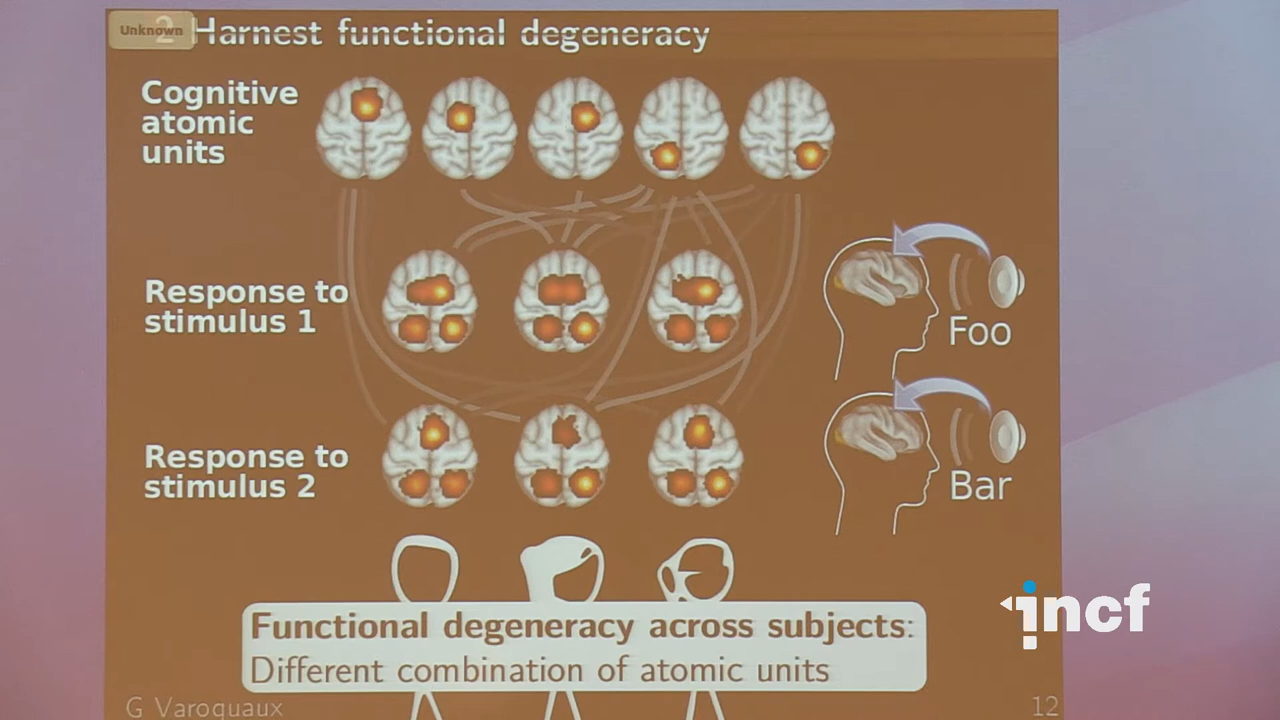 Unknown
2 Harnest functional degeneracy
Cognitive
atomic
units
Response to
stimulus 1
Foo
Response to
stimulus 2
Bar
incf
Functional degeneracy across subjects:
Different combination of atomic units
G Varoquaux
12